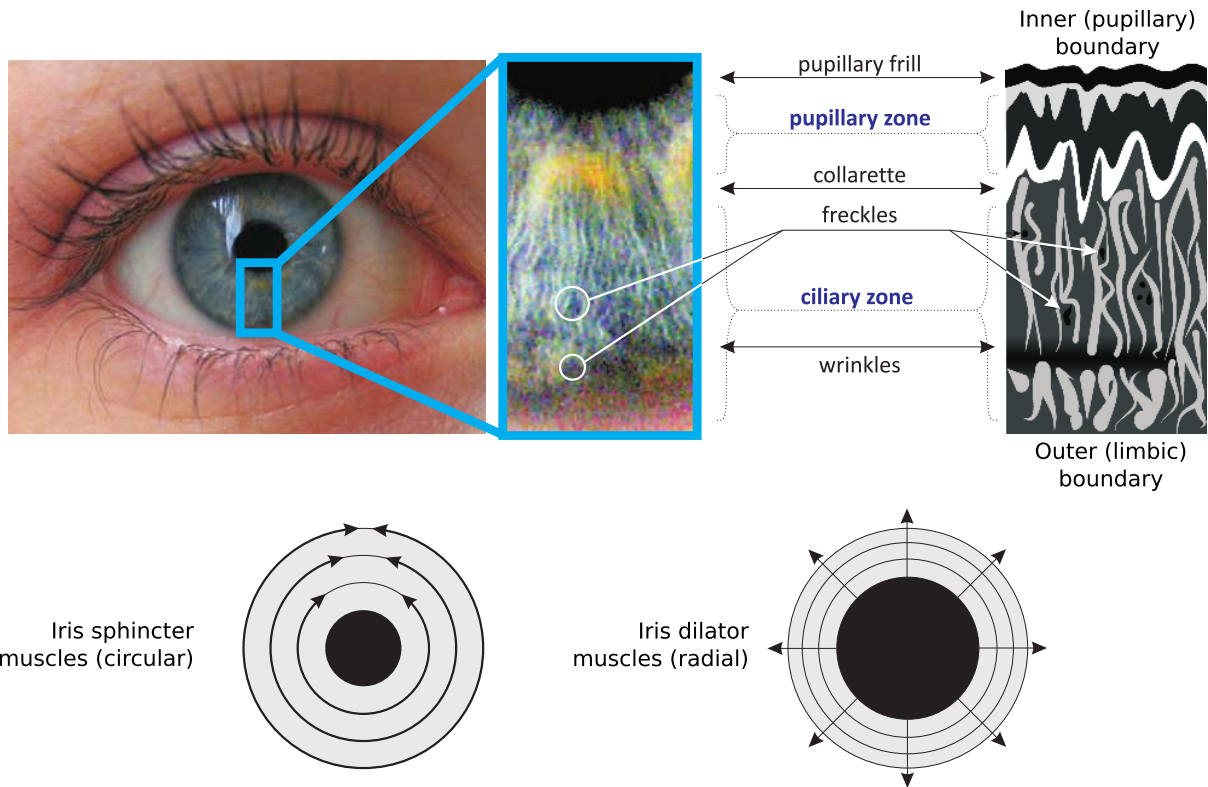 Inner (pupillary)
boundary
pupillary frill
pupillary zone
collarette
freckles
ciliary zone
wrinkles
Outer (limbic)
boundary
Iris sphincter
muscles (circular)
Iris dilator
muscles (radial)